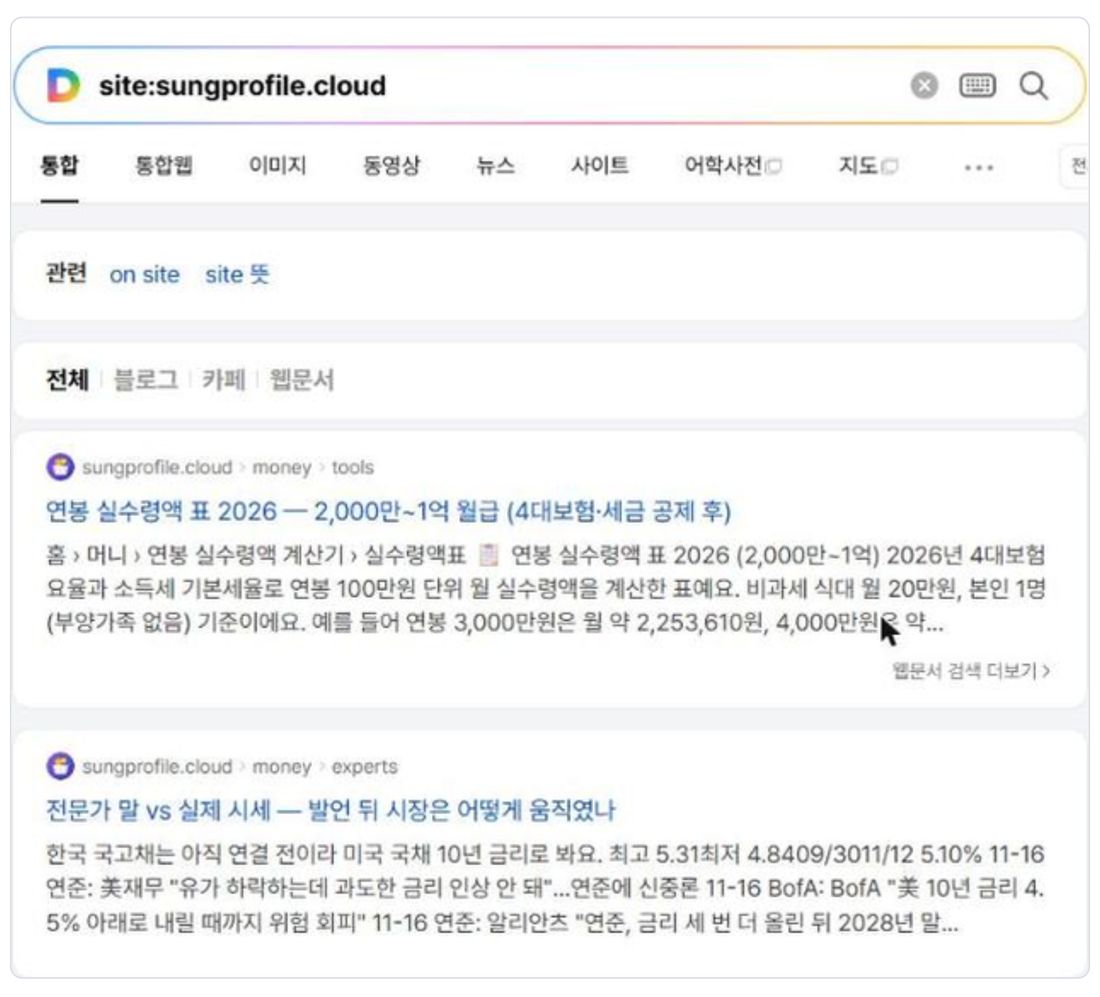 site:sungprofile.cloud
통합 통합웹 이미지 동영상 뉴스 사이트 어학사전 지도 ··· 전
관련 on site site 뜻
전체 블로그 카페 웹문서
sungprofile.cloud › money › tools
연봉 실수령액 표 2026 — 2,000만~1억 월급 (4대보험·세금 공제 후)
홈 › 머니 › 연봉 실수령액 계산기 › 실수령액표 📋 연봉 실수령액 표 2026 (2,000만~1억) 2026년 4대보험
요율과 소득세 기본세율로 연봉 100만원 단위 월 실수령액을 계산한 표예요. 비과세 식대 월 20만원, 본인 1명
(부양가족 없음) 기준이에요. 예를 들어 연봉 3,000만원은 월 약 2,253,610원, 4,000만원은 약...
웹문서 검색 더보기 ›
sungprofile.cloud › money › experts
전문가 말 vs 실제 시세 — 발언 뒤 시장은 어떻게 움직였나
한국 국고채는 아직 연결 전이라 미국 국채 10년 금리로 봐요. 최고 5.31최저 4.8409/3011/12 5.10% 11-16
연준: 美재무 "유가 하락하는데 과도한 금리 인상 안 돼"...연준에 신중론 11-16 BofA: BofA "美 10년 금리 4.
5% 아래로 내릴 때까지 위험 회피" 11-16 연준: 알리안츠 "연준, 금리 세 번 더 올린 뒤 2028년 말...